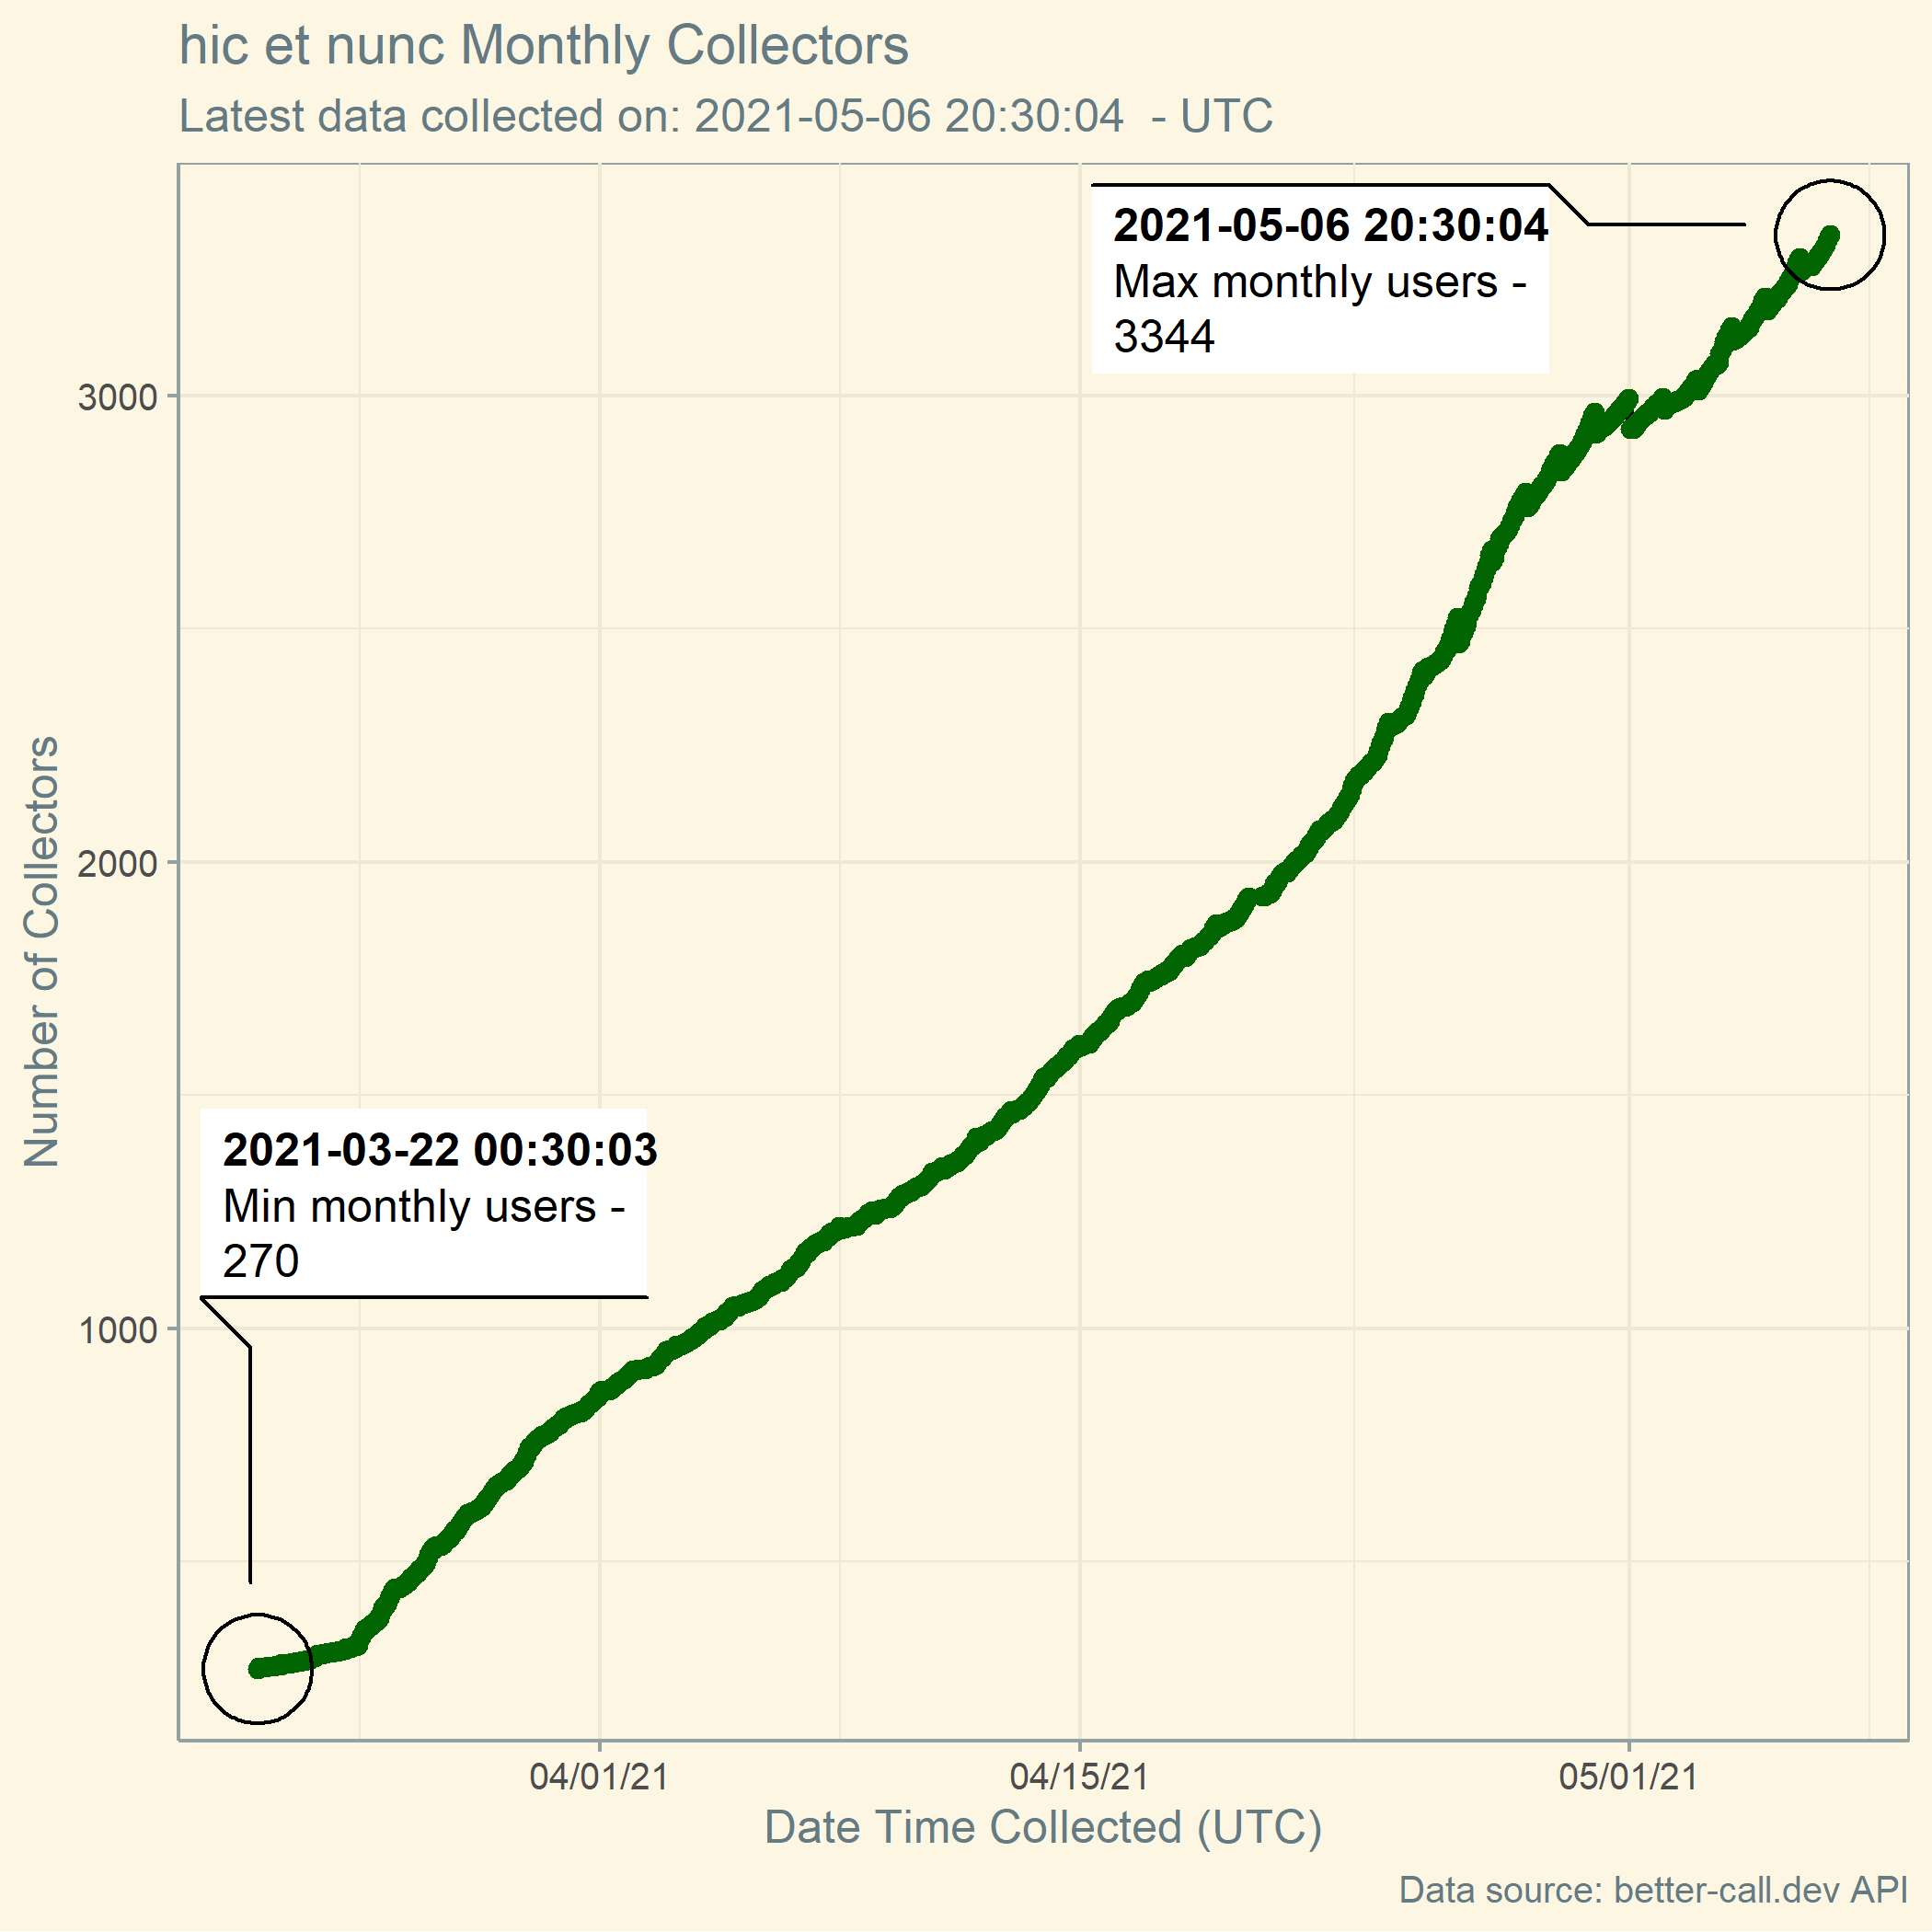 hic et nunc Monthly Collectors
Latest data collected on: 2021-05-06 20:30:04  - UTC
2021-05-06 20:30:04
Max monthly users -
3344
3000
2000
1000
Number of Collectors
2021-03-22 00:30:03
Min monthly users -
270
04/01/21
04/15/21
05/01/21
Date Time Collected (UTC)
Data source: better-call.dev API